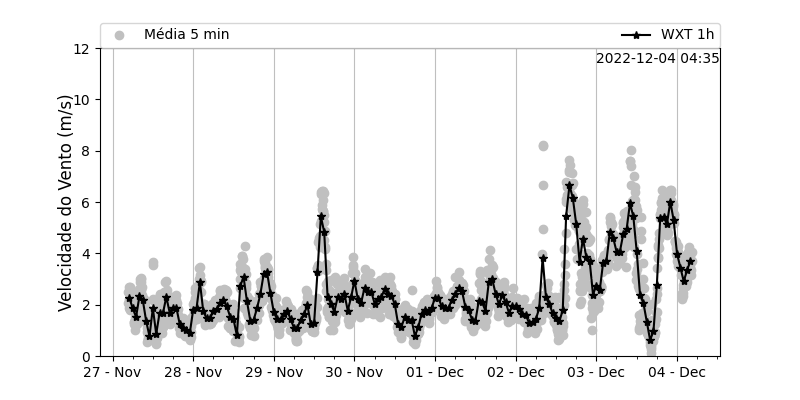 Média 5 min
WXT 1h
2022-12-04 04:35
Velocidade do Vento (m/s)
12
10
8
6
4
2
0
27 - Nov
28 - Nov
29 - Nov
30 - Nov
01 - Dec
02 - Dec
03 - Dec
04 - Dec